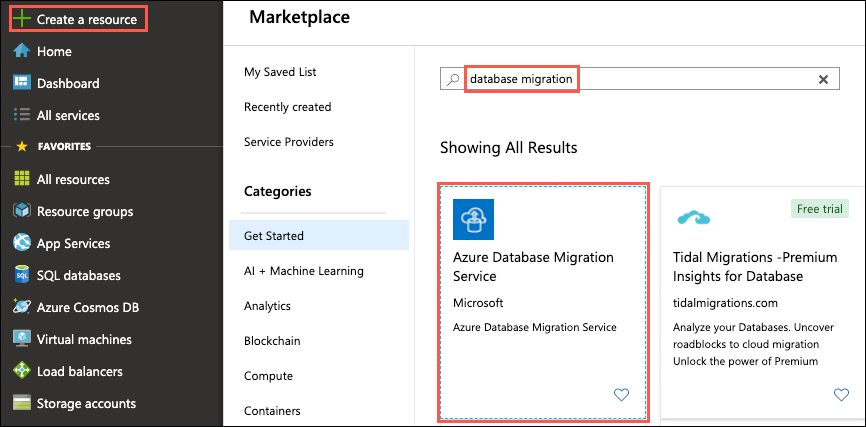 Create a resource
Home
Dashboard
All services
FAVORITES
All resources
Resource groups
App Services
SQL databases
Azure Cosmos DB
Virtual machines
Load balancers
Storage accounts
Marketplace
My Saved List
Recently created
Service Providers
Categories
Get Started
AI + Machine Learning
Analytics
Blockchain
Compute
Containers
database migration
Showing All Results
Azure Database Migration
Service
Microsoft
Azure Database Migration Service
Free trial
Tidal Migrations -Premium
Insights for Database
tidalmigrations.com
Analyze your Databases. Uncover
roadblocks to cloud migration
Unlock the power of Premium